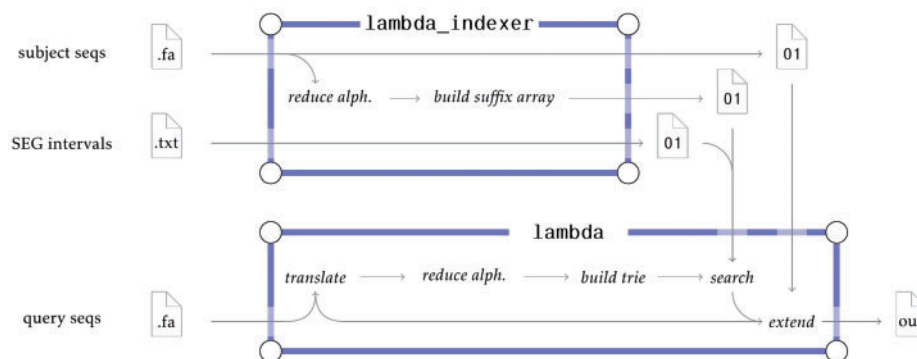 lambda_indexer
subject seqs .fa 01
reduce alph. build suffix array 01
SEG intervals .txt 01
lambda
translate reduce alph. build trie search
query seqs .fa extend ou